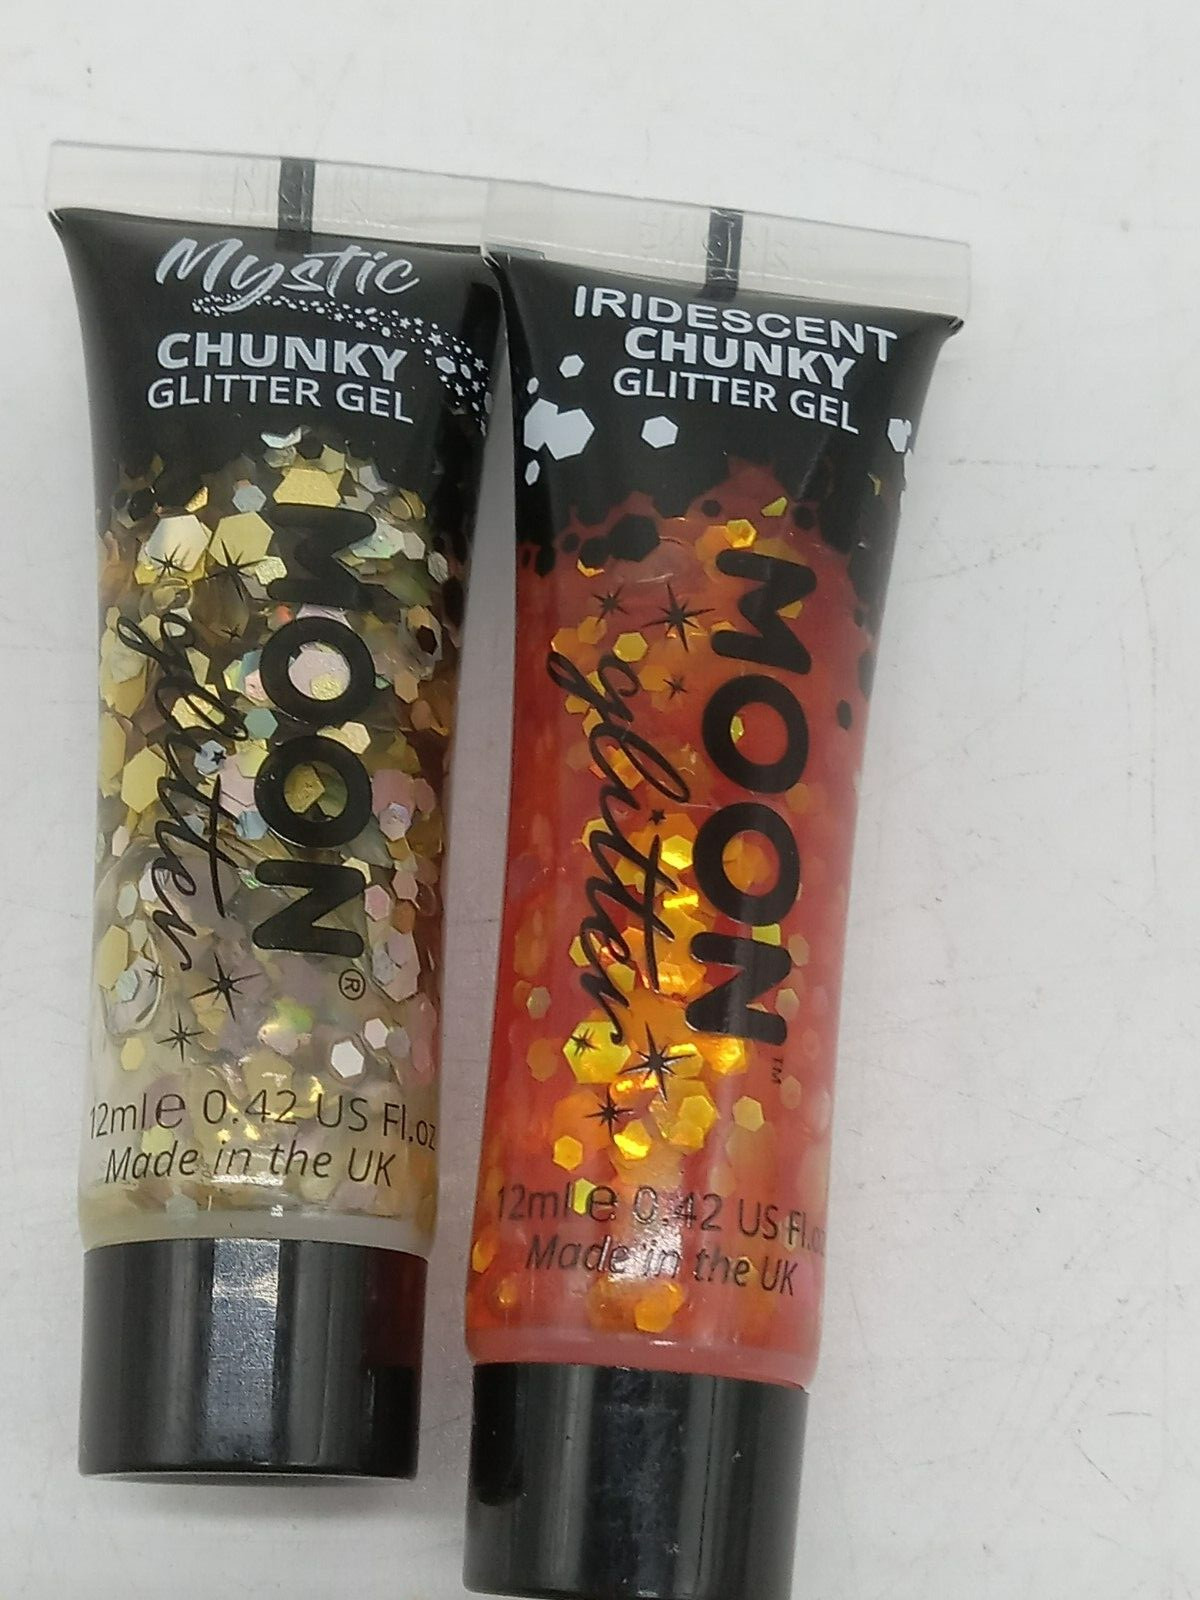 Mystic
CHUNKY
GLITTER GEL
MOON
glitter
®
12ml e 0.42 US Fl.oz
Made in the UK
IRIDESCENT
CHUNKY
GLITTER GEL
MOON
glitter
™
12ml e 0.42 US Fl.oz
Made in the UK